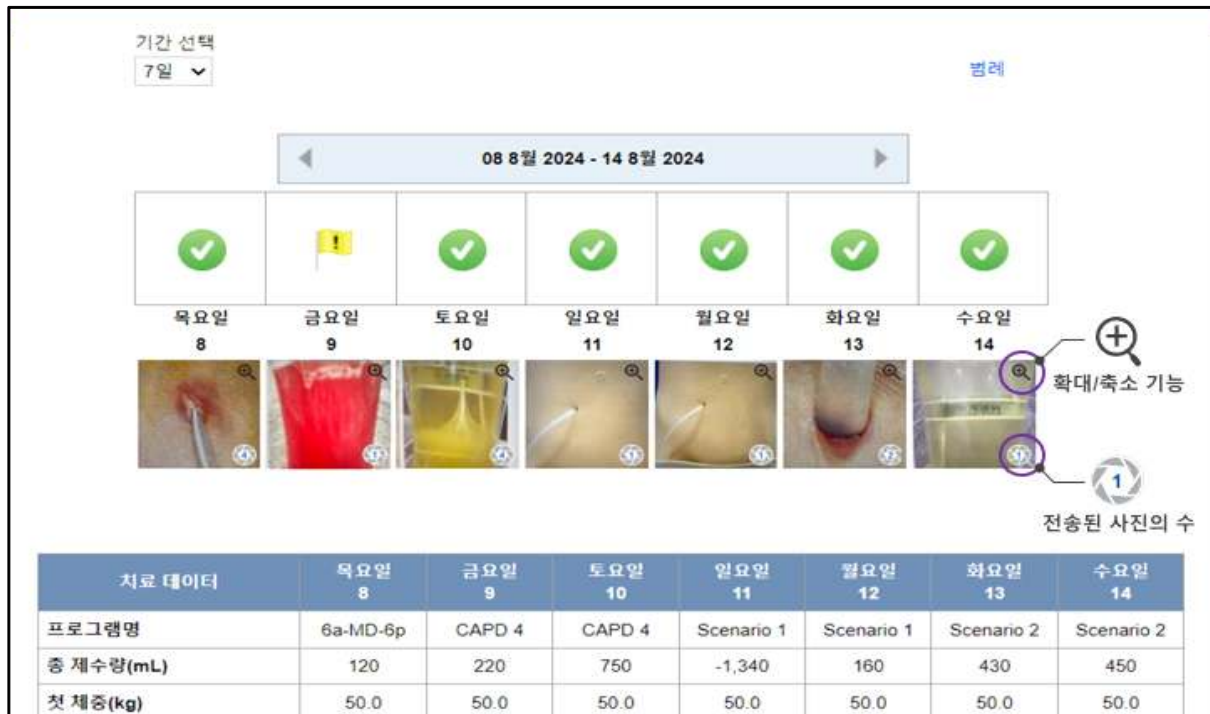 기간 선택
7일
범례
08 8월 2024 - 14 8월 2024
목요일 금요일 토요일 일요일 월요일 화요일 수요일
8 9 10 11 12 13 14
확대/축소 기능
1
전송된 사진의 수
치료 데이터 목요일 8 금요일 9 토요일 10 일요일 11 월요일 12 화요일 13 수요일 14
프로그램명 6a-MD-6p CAPD 4 CAPD 4 Scenario 1 Scenario 1 Scenario 2 Scenario 2
총 제수량(mL) 120 220 750 -1,340 160 430 450
첫 체중(kg) 50.0 50.0 50.0 50.0 50.0 50.0 50.0